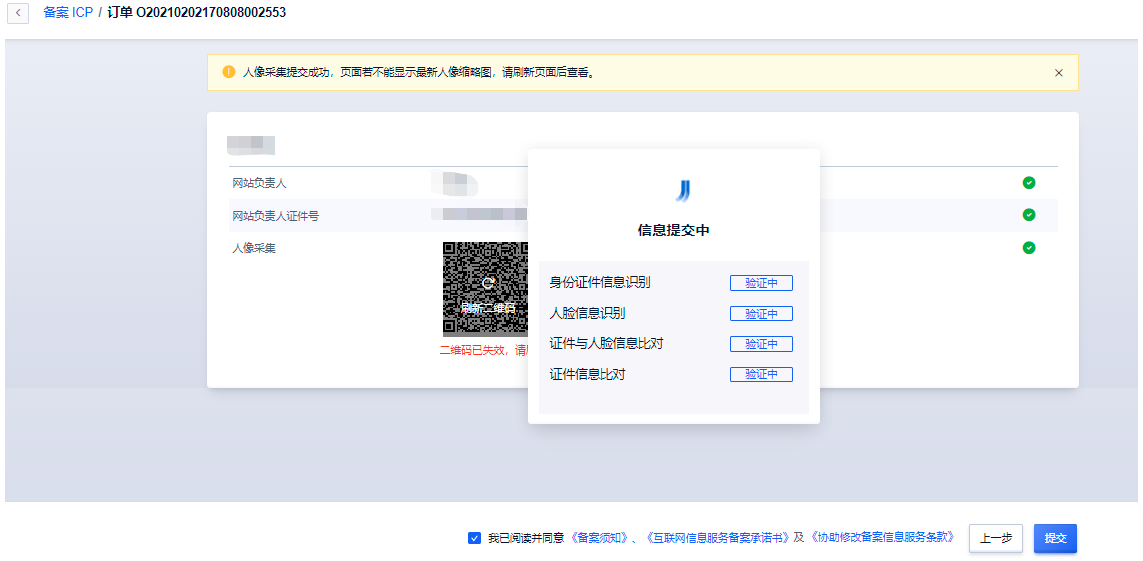 备案 ICP / 订单 O20210202170808002553
人像采集提交成功，页面若不能显示最新人像缩略图，请刷新页面后查看。
网站负责人
网站负责人证件号
人像采集
刷新二维码
二维码已失效，请
信息提交中
身份证件信息识别 验证中
人脸信息识别 验证中
证件与人脸信息比对 验证中
证件信息比对 验证中
我已阅读并同意《备案须知》、《互联网信息服务备案承诺书》及《协助修改备案信息服务条款》 上一步 提交